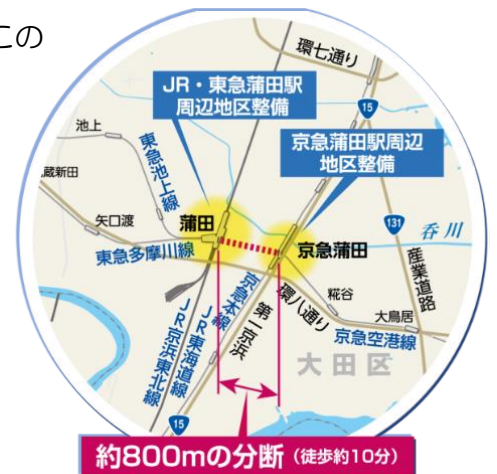 この
環七通り
JR・東急蒲田駅
周辺地区整備
15
京急蒲田駅周辺
地区整備
池上
東急池上線
蔵新田
矢口渡
蒲田
131
呑川
東急多摩川線
京急蒲田
産業道路
糀谷
環八通り
大鳥居
京急空港線
京急本線
第一京浜
JR東海道線
JR京浜東北線
大田区
15
約800mの分断（徒歩約10分）